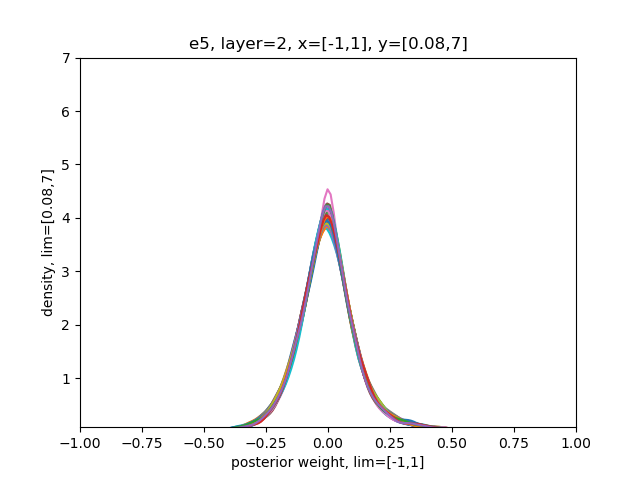 e5, layer=2, x=[-1,1], y=[0.08,7]
7
6
5
4
3
2
1
density, lim=[0.08,7]
−1.00 −0.75 −0.50 −0.25 0.00 0.25 0.50 0.75 1.00
posterior weight, lim=[-1,1]